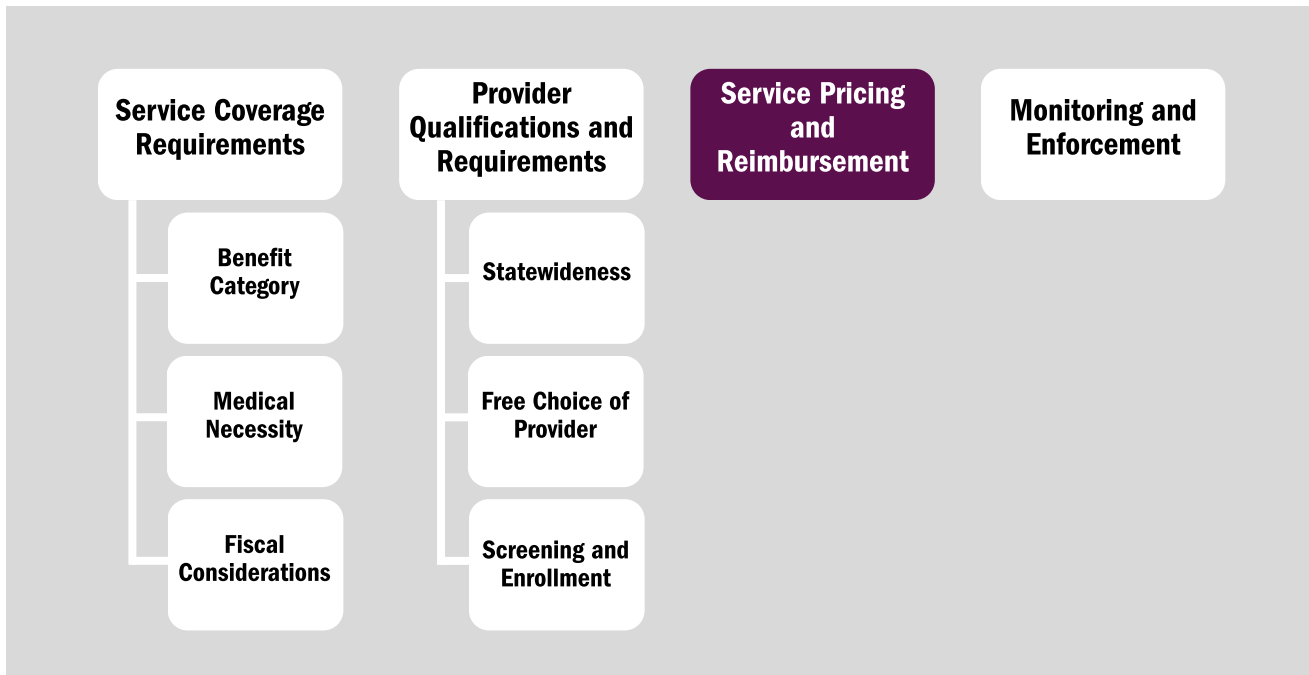 Service Coverage
Requirements
Benefit
Category
Medical
Necessity
Fiscal
Considerations
Provider
Qualifications and
Requirements
Statewideness
Free Choice of
Provider
Screening and
Enrollment
Service Pricing
and
Reimbursement
Monitoring and
Enforcement